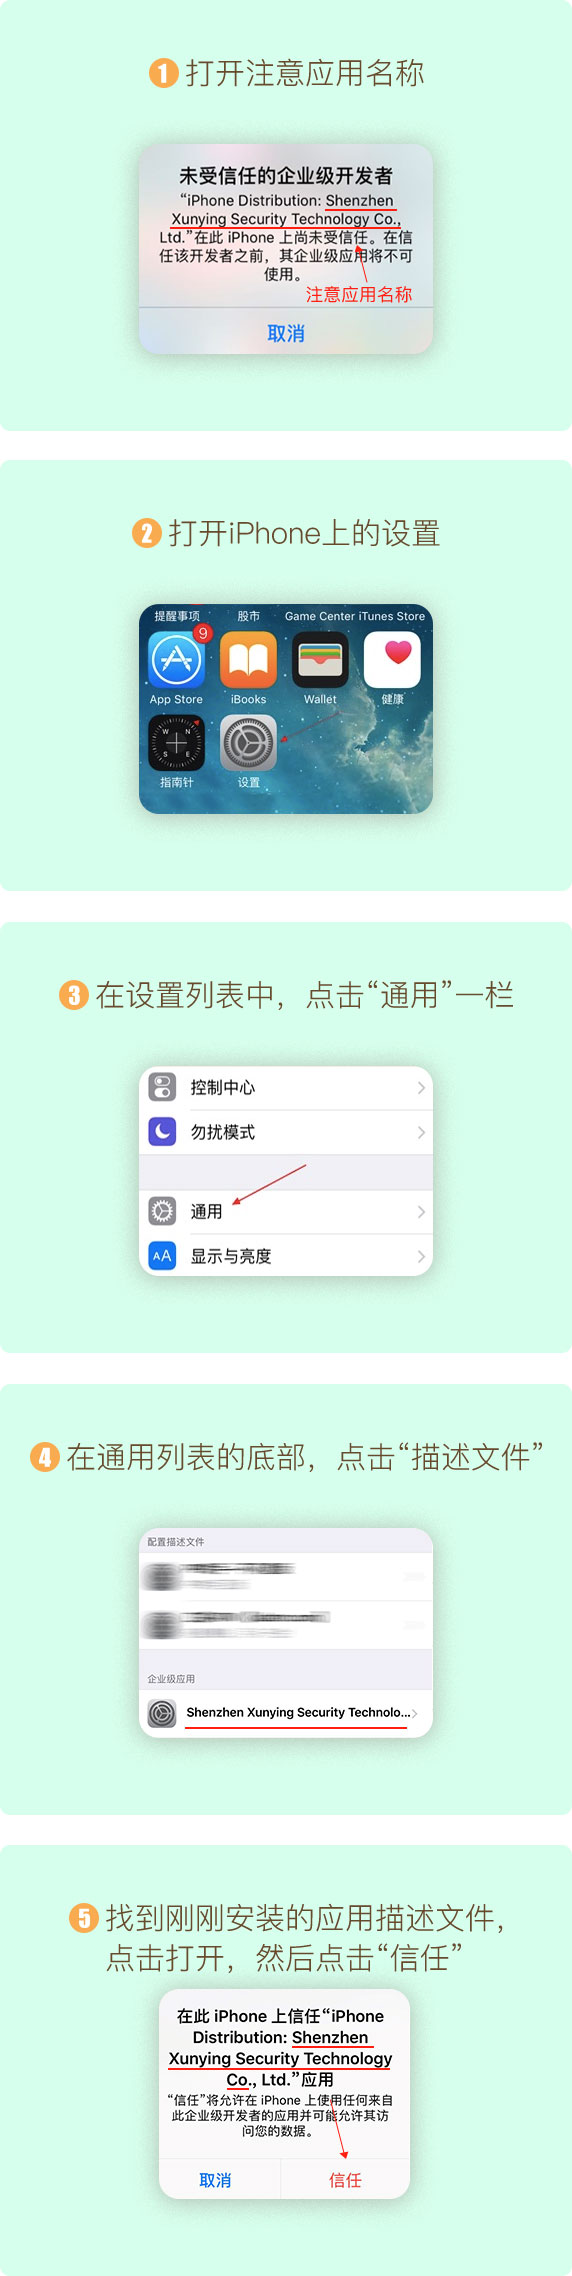 1 打开注意应用名称
未受信任的企业级开发者
“iPhone Distribution: Shenzhen
Xunying Security Technology Co.,
Ltd.”在此 iPhone 上尚未受信任。在信
任该开发者之前，其企业级应用将不可
使用。
注意应用名称
取消
2 打开iPhone上的设置
提醒事项 股市 Game Center iTunes Store
9
App Store iBooks Wallet 健康
N
W
S E
指南针 设置
3 在设置列表中，点击“通用”一栏
控制中心
勿扰模式
通用
AA 显示与亮度
4 在通用列表的底部，点击“描述文件”
配置描述文件
企业级应用
Shenzhen Xunying Security Technolo...
5 找到刚刚安装的应用描述文件，
点击打开，然后点击“信任”
在此 iPhone 上信任“iPhone
Distribution: Shenzhen
Xunying Security Technology
Co., Ltd.”应用
“信任”将允许在 iPhone 上使用任何来自
此企业级开发者的应用并可能允许其访
问您的数据。
取消 信任